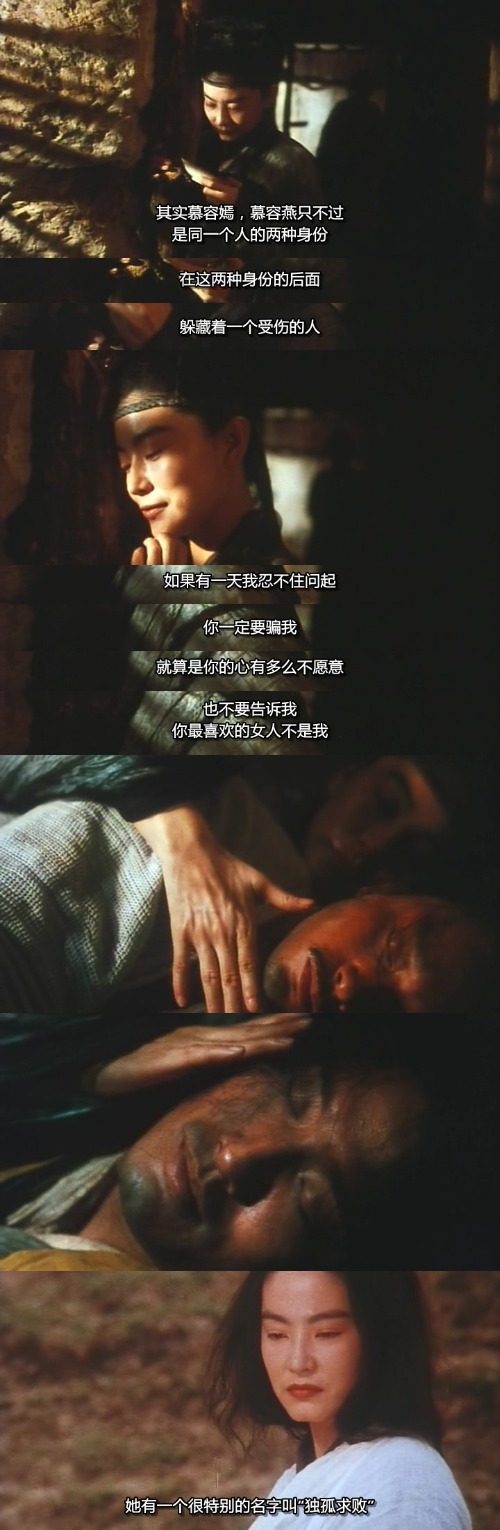 其实慕容嫣，慕容燕只不过
是同一个人的两种身份
在这两种身份的后面
躲藏着一个受伤的人
如果有一天我忍不住问起
你一定要骗我
就算是你的心有多么不愿意
也不要告诉我
你最喜欢的女人不是我
她有一个很特别的名字叫“独孤求败”